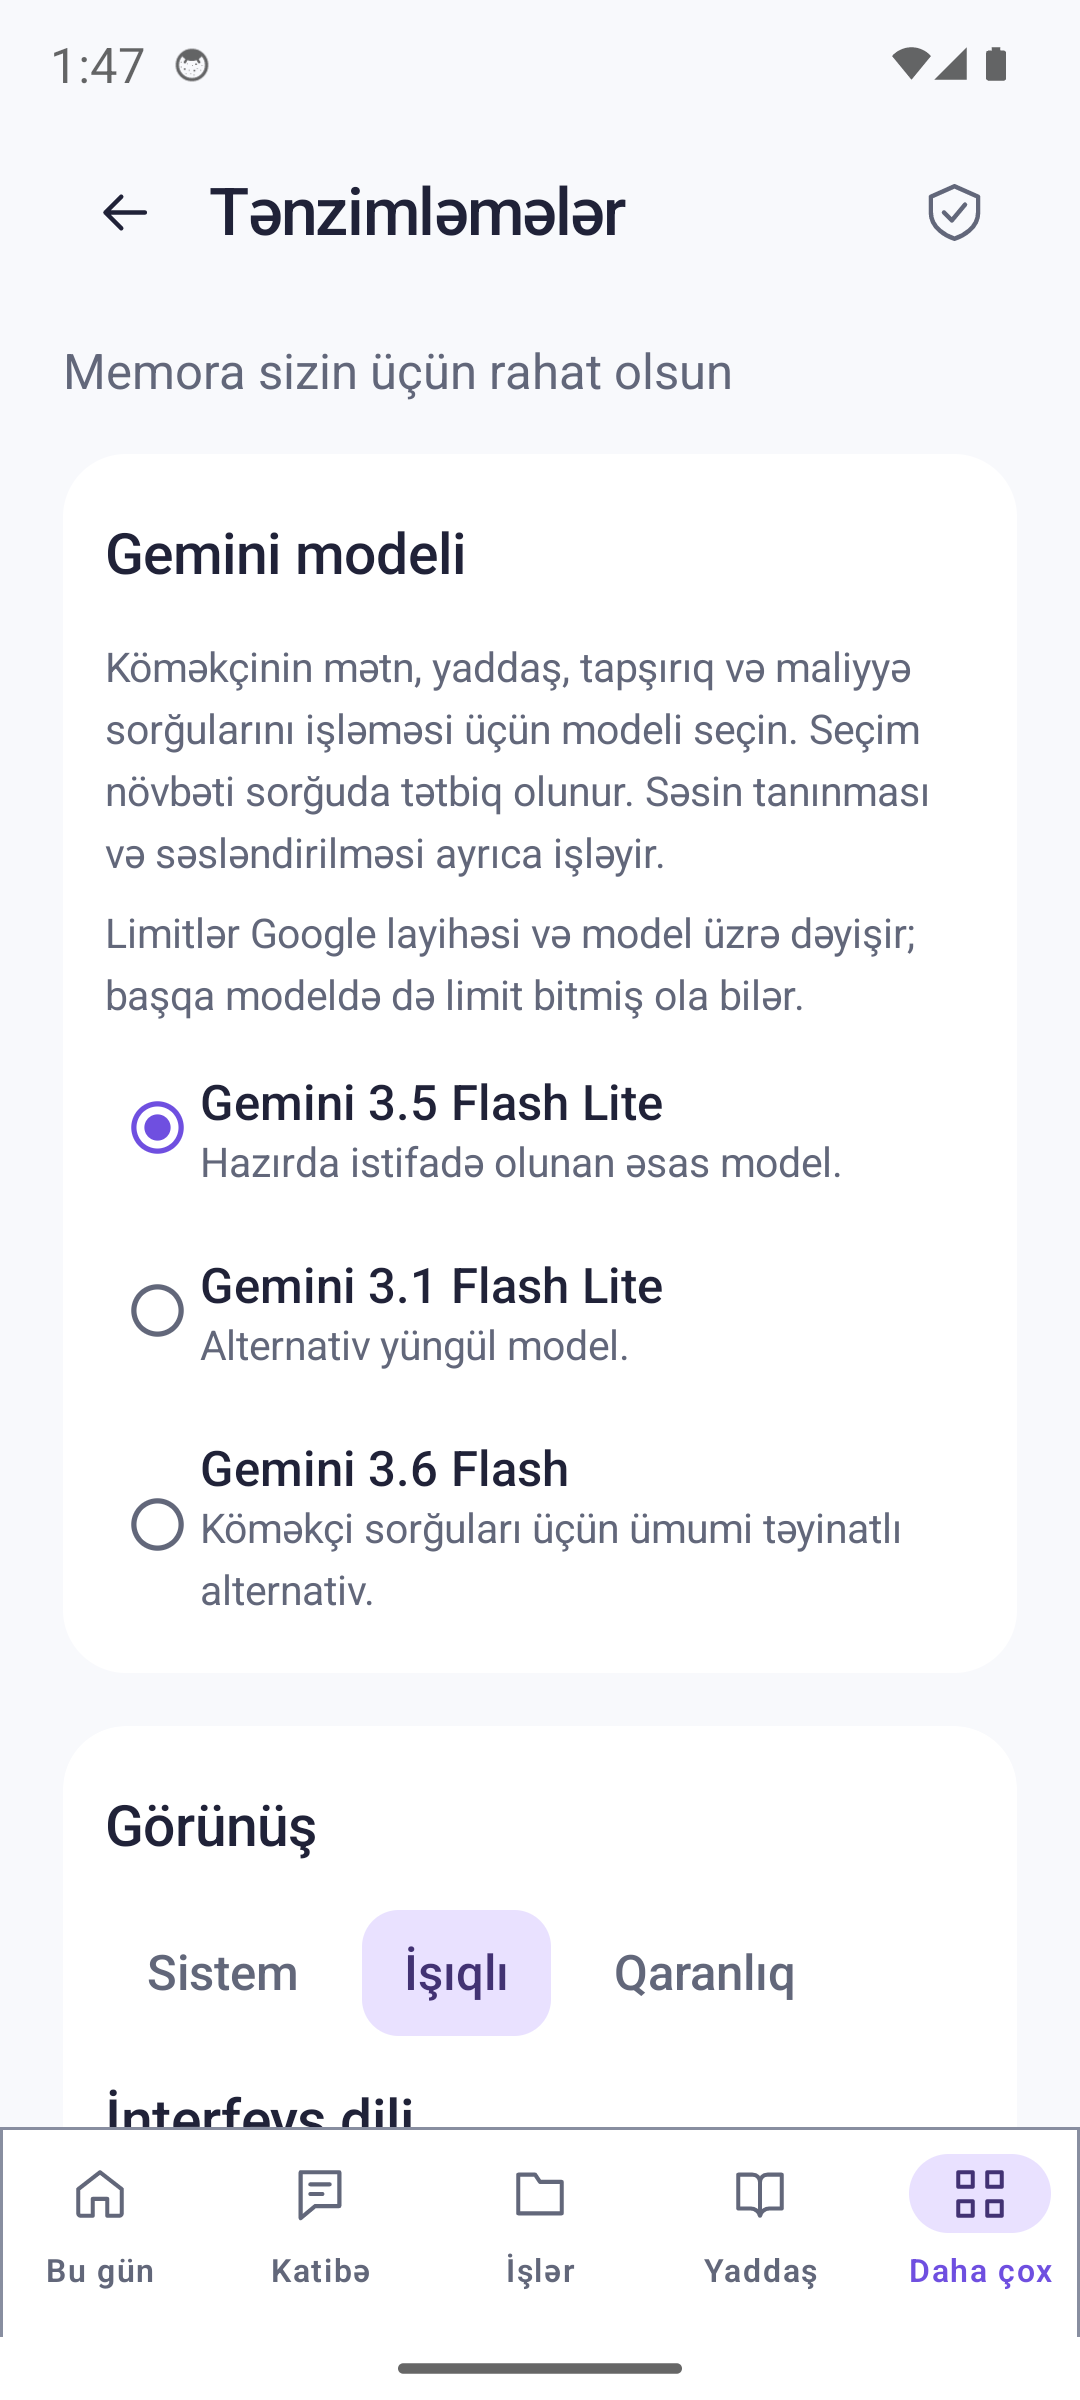 1:47
Tənzimləmələr
Memora sizin üçün rahat olsun
Gemini modeli
Köməkçinin mətn, yaddaş, tapşırıq və maliyyə
sorğularını işləməsi üçün modeli seçin. Seçim
növbəti sorğuda tətbiq olunur. Səsin tanınması
və səsləndirilməsi ayrıca işləyir.
Limitlər Google layihəsi və model üzrə dəyişir;
başqa modeldə də limit bitmiş ola bilər.
Gemini 3.5 Flash Lite
Hazırda istifadə olunan əsas model.
Gemini 3.1 Flash Lite
Alternativ yüngül model.
Gemini 3.6 Flash
Köməkçi sorğuları üçün ümumi təyinatlı
alternativ.
Görünüş
Sistem
İşıqlı
Qaranlıq
İnterfeys dili
Bu gün
Katibə
İşlər
Yaddaş
Daha çox